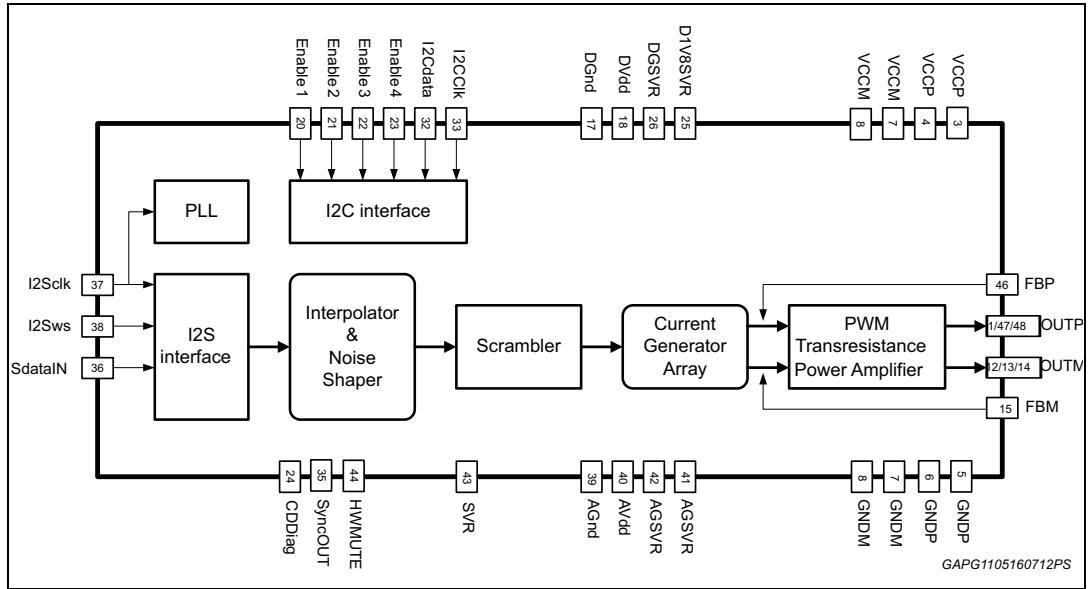 Enable 1
Enable 2
Enable 3
Enable 4
I2Cdata
I2CClk
DGnd
DVdd
DGSVR
D1V8SVR
VCCM
VCCM
VCCP
VCCP
20
21
22
23
32
33
17
18
26
25
8
7
4
3
PLL
I2C interface
I2Sclk
37
I2Sws
38
SdataIN
36
I2S
interface
Interpolator
&
Noise
Shaper
Scrambler
Current
Generator
Array
PWM
Transresistance
Power Amplifier
46
FBP
1/47/48
OUTP
12/13/14
OUTM
15
FBM
24
35
44
43
39
40
42
41
8
7
6
5
CDDiag
SyncOUT
HWMUTE
SVR
AGnd
AVdd
AGSVR
AGSVR
GNDM
GNDM
GNDP
GNDP
GAPG1105160712PS